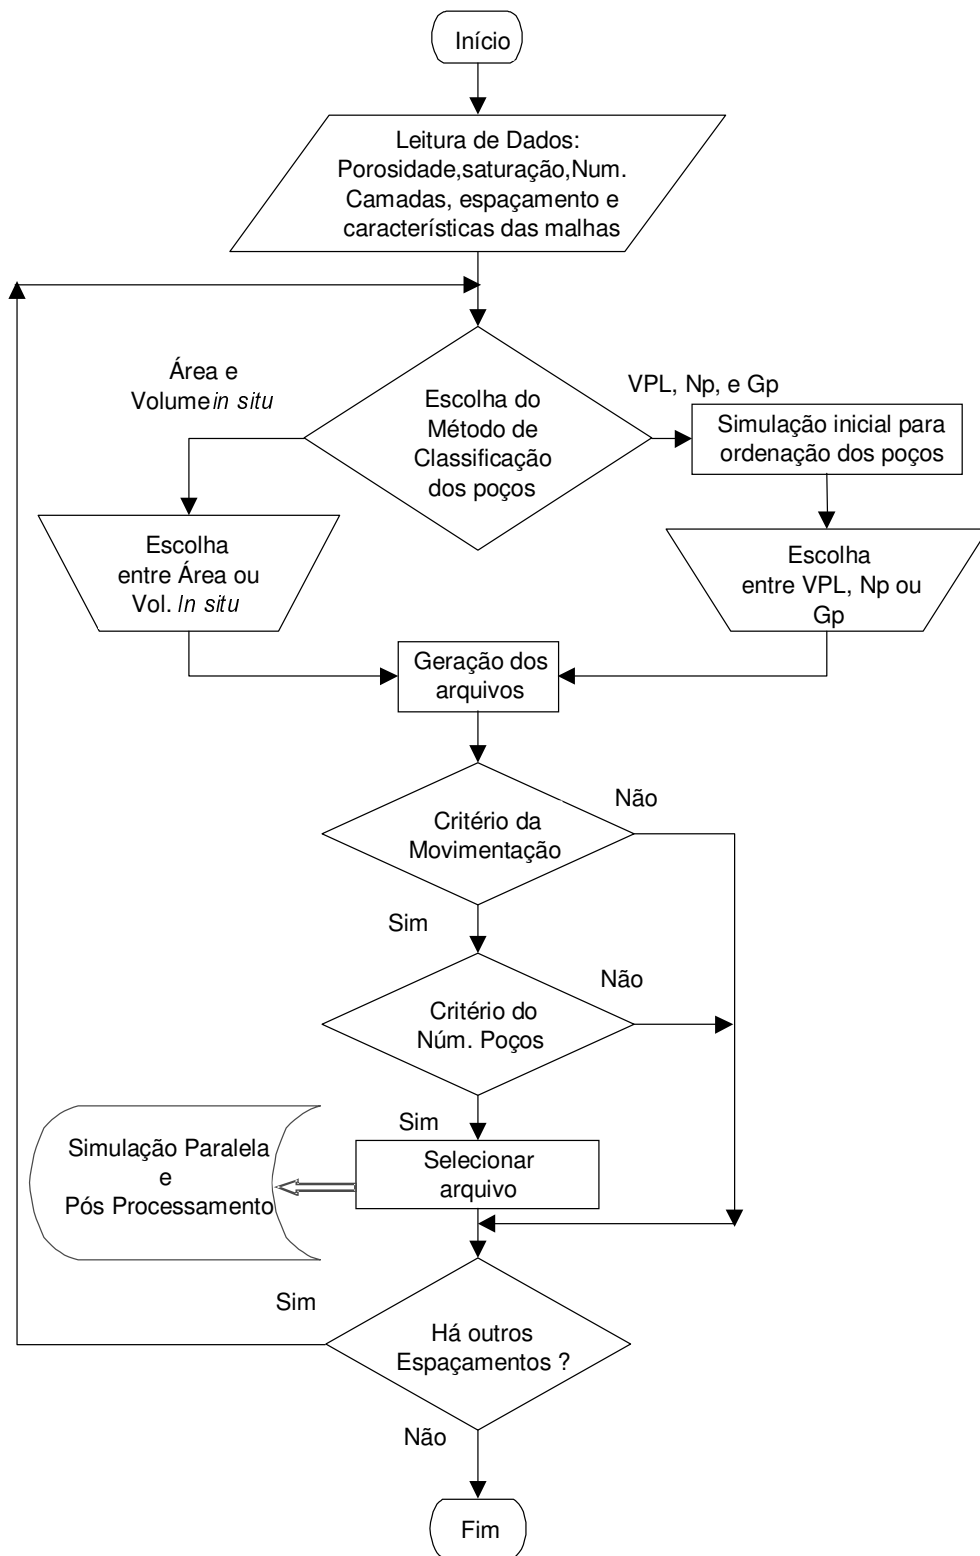 Início
Leitura de Dados:
Porosidade,saturação,Num.
Camadas, espaçamento e
características das malhas
Área e
Volume in situ
VPL, Np, e Gp
Escolha do
Método de
Classificação
dos poços
Simulação inicial para
ordenação dos poços
Escolha
entre Área ou
Vol. In situ
Escolha
entre VPL, Np ou
Gp
Geração dos
arquivos
Não
Critério da
Movimentação
Sim
Não
Critério do
Núm. Poços
Sim
Simulação Paralela
e
Pós Processamento
Selecionar
arquivo
Sim
Há outros
Espaçamentos ?
Não
Fim